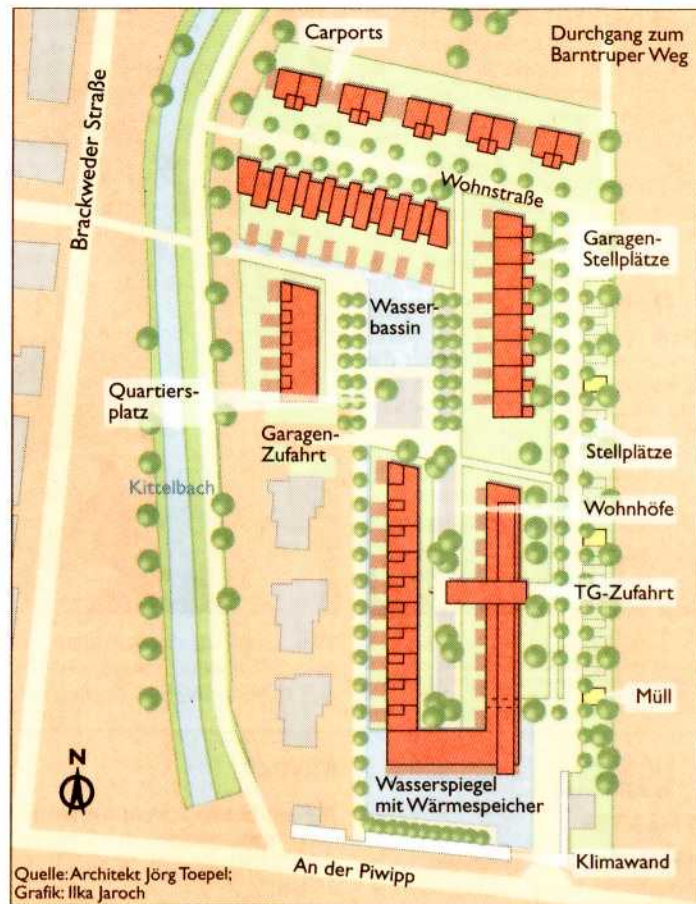 Carports
Durchgang zum
Barntruper Weg
Brackweder Straße
Wohnstraße
Garagen-
Stellplätze
Wasser-
bassin
Quartiers-
platz
Garagen-
Zufahrt
Stellplätze
Kittelbach
Wohnhöfe
TG-Zufahrt
Müll
N
Wasserspiegel
mit Wärmespeicher
Klimawand
An der Piwipp
Quelle: Architekt Jörg Toepel;
Grafik: Ilka Jaroch